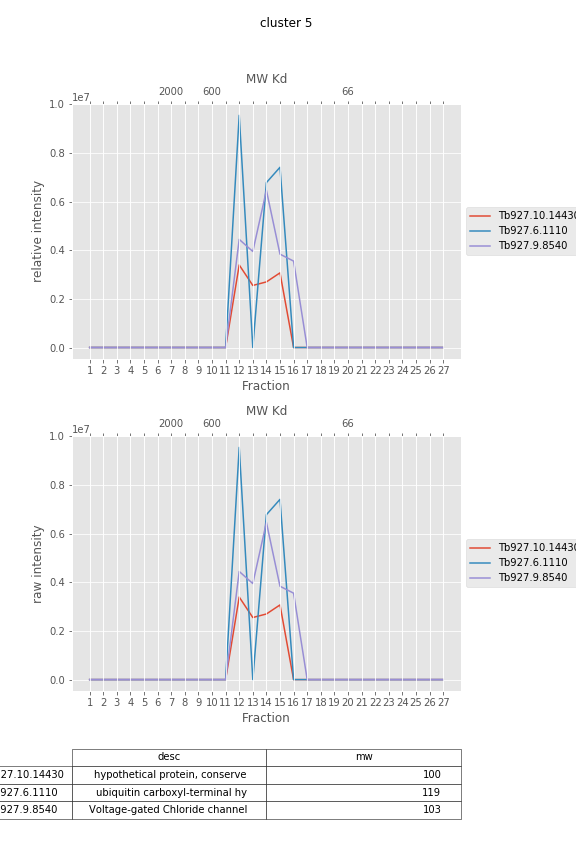 cluster 5
MW Kd
2000 600 66
1e7
1.0
0.8
0.6
0.4
0.2
0.0
relative intensity
1 2 3 4 5 6 7 8 9 10 11 12 13 14 15 16 17 18 19 20 21 22 23 24 25 26 27
Fraction
Tb927.10.14430
Tb927.6.1110
Tb927.9.8540
MW Kd
2000 600 66
1e7
1.0
0.8
0.6
0.4
0.2
0.0
raw intensity
1 2 3 4 5 6 7 8 9 10 11 12 13 14 15 16 17 18 19 20 21 22 23 24 25 26 27
Fraction
Tb927.10.14430
Tb927.6.1110
Tb927.9.8540
desc mw
27.10.14430 hypothetical protein, conserve 100
927.6.1110 ubiquitin carboxyl-terminal hy 119
927.9.8540 Voltage-gated Chloride channel 103